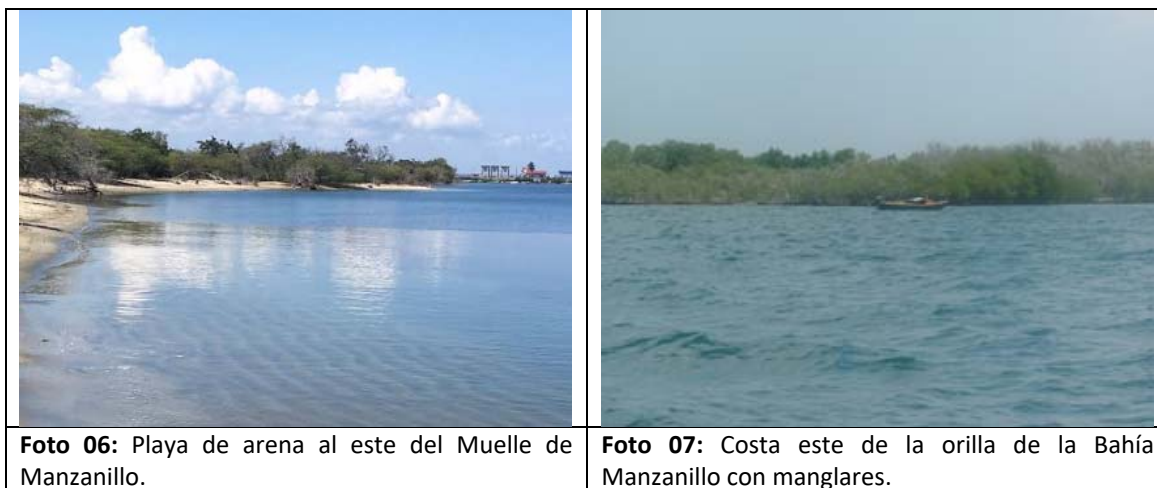 Foto 06: Playa de arena al este del Muelle de
Manzanillo.
Foto 07: Costa este de la orilla de la Bahía
Manzanillo con manglares.